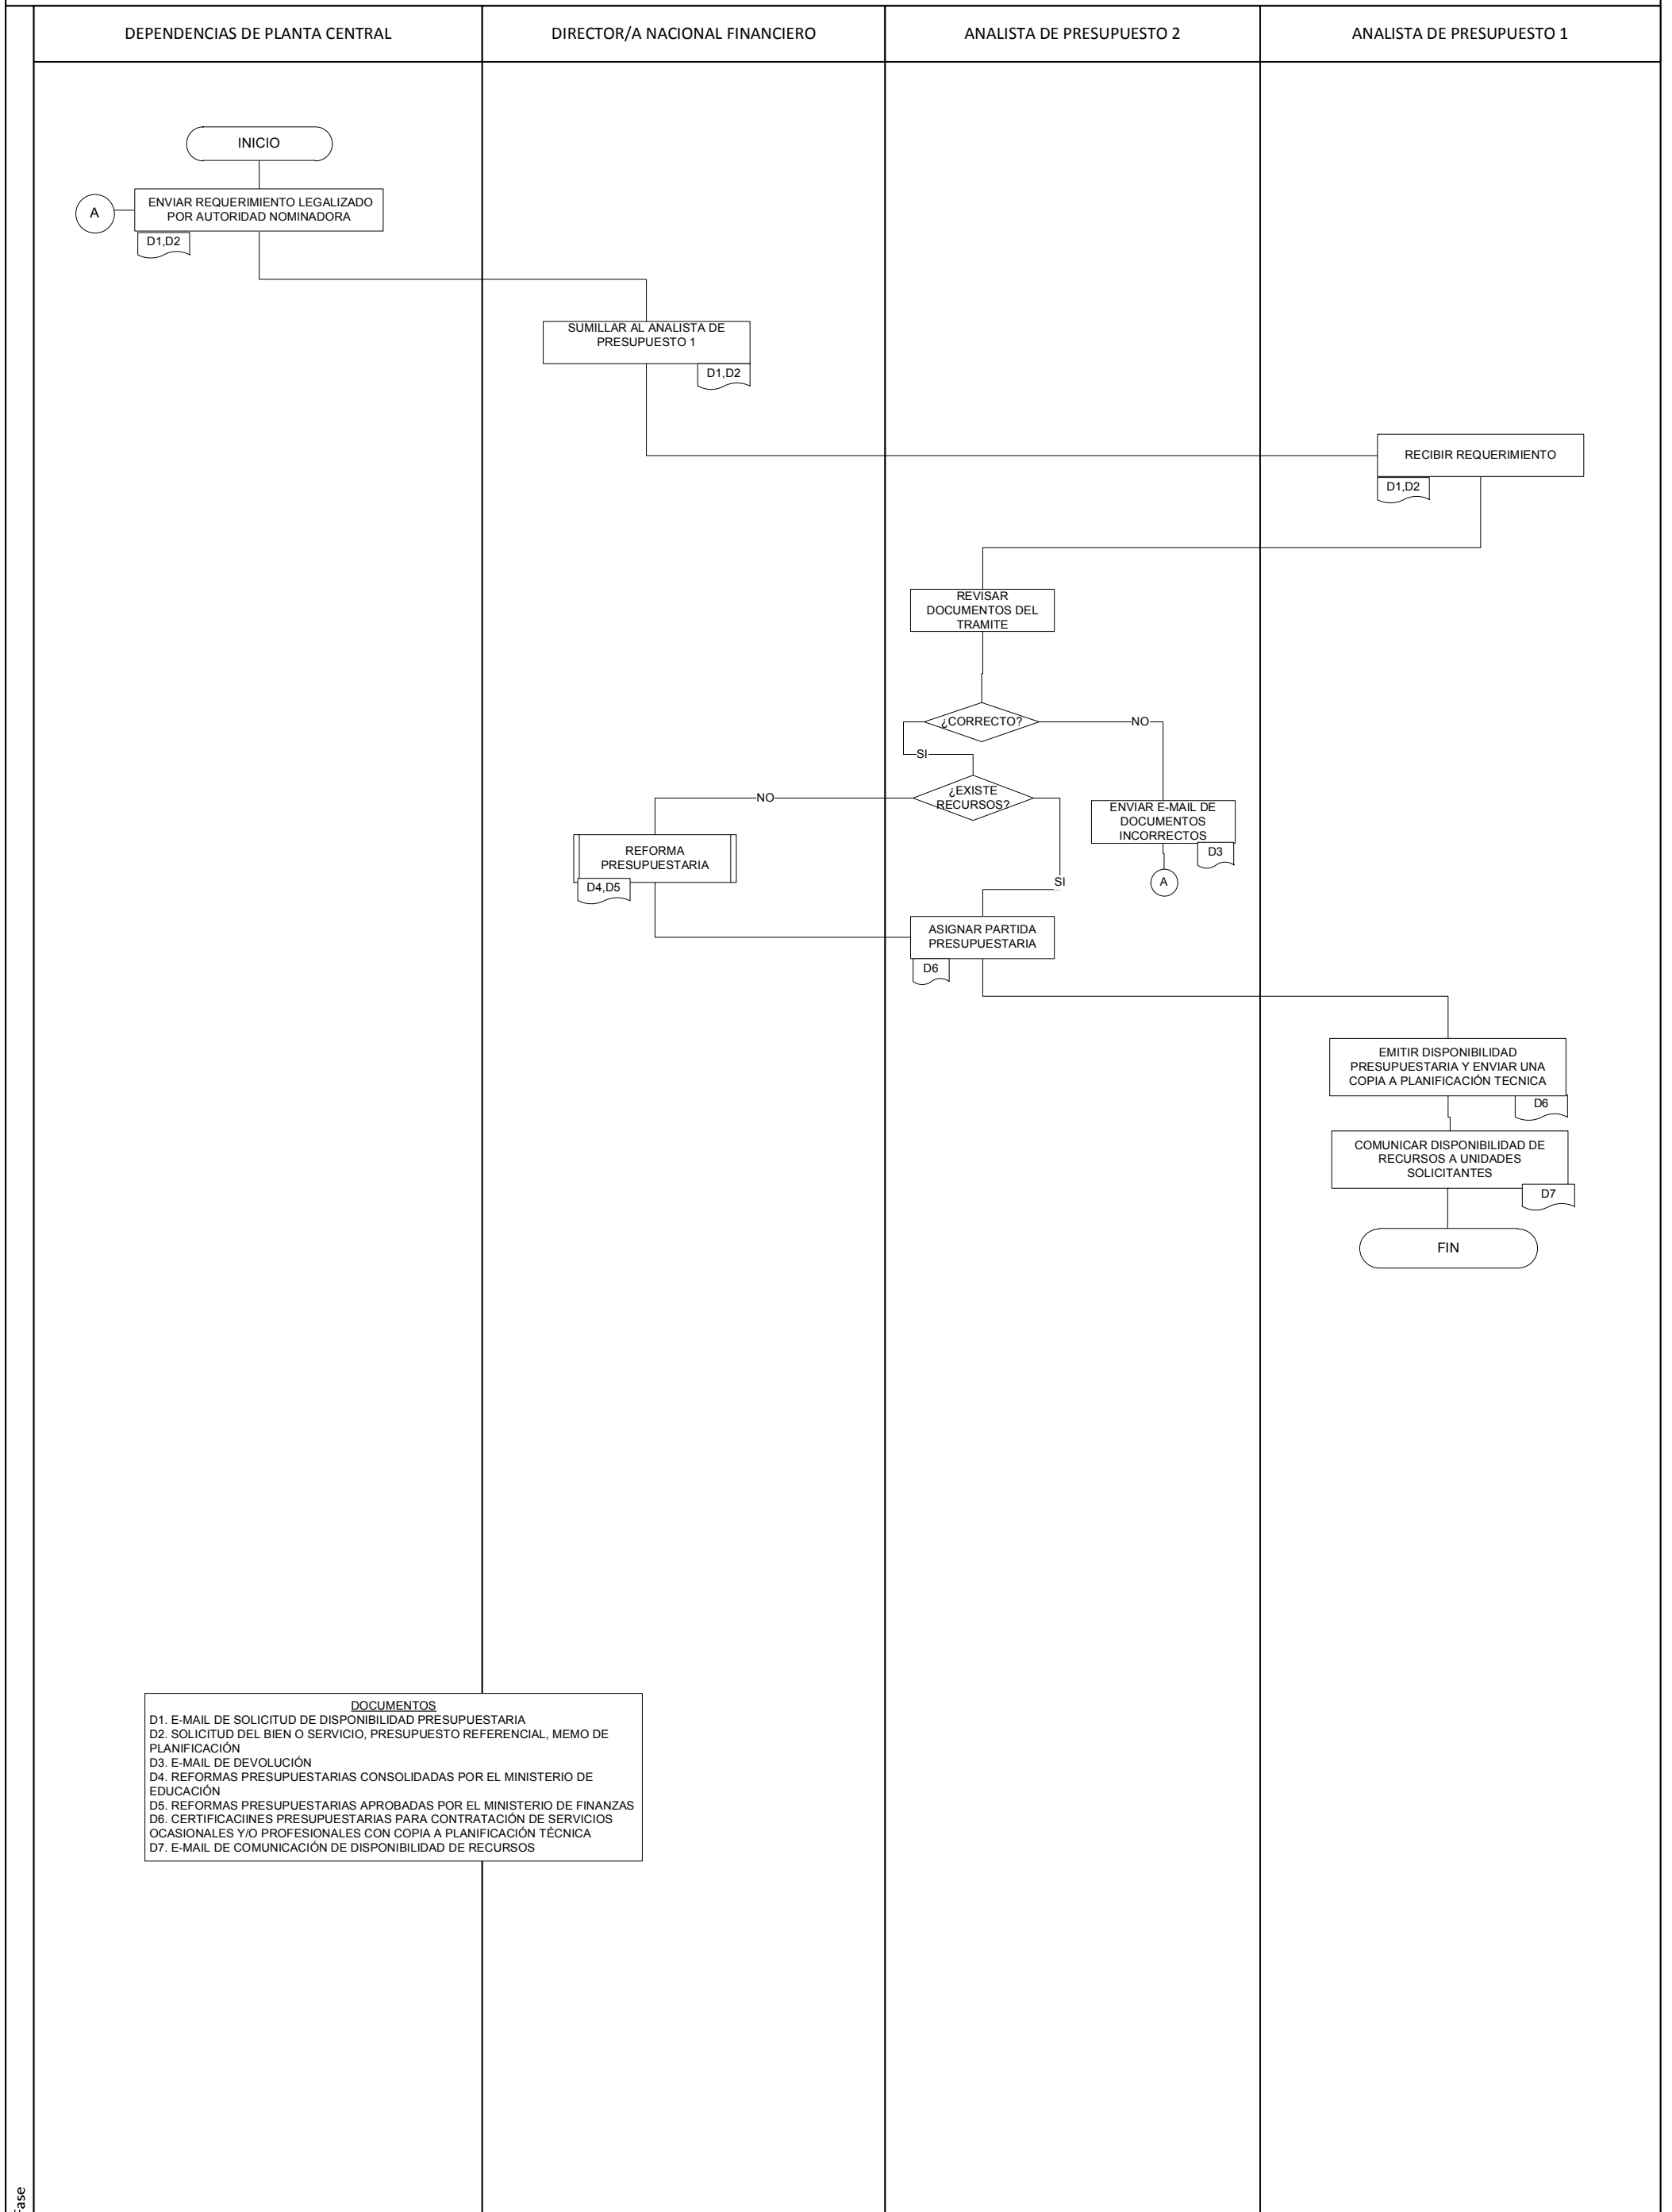 DEPENDENCIAS DE PLANTA CENTRAL
DIRECTOR/A NACIONAL FINANCIERO
ANALISTA DE PRESUPUESTO 2
ANALISTA DE PRESUPUESTO 1
INICIO
A
ENVIAR REQUERIMIENTO LEGALIZADO
POR AUTORIDAD NOMINADORA
D1,D2
SUMILLAR AL ANALISTA DE
PRESUPUESTO 1
D1,D2
RECIBIR REQUERIMIENTO
D1,D2
REVISAR
DOCUMENTOS DEL
TRAMITE
¿CORRECTO?
NO
SI
¿EXISTE
RECURSOS?
NO
SI
ENVIAR E-MAIL DE
DOCUMENTOS
INCORRECTOS
D3
A
REFORMA
PRESUPUESTARIA
D4,D5
ASIGNAR PARTIDA
PRESUPUESTARIA
D6
EMITIR DISPONIBILIDAD
PRESUPUESTARIA Y ENVIAR UNA
COPIA A PLANIFICACIÓN TECNICA
D6
COMUNICAR DISPONIBILIDAD DE
RECURSOS A UNIDADES
SOLICITANTES
D7
FIN
DOCUMENTOS
D1. E-MAIL DE SOLICITUD DE DISPONIBILIDAD PRESUPUESTARIA
D2. SOLICITUD DEL BIEN O SERVICIO, PRESUPUESTO REFERENCIAL, MEMO DE
PLANIFICACIÓN
D3. E-MAIL DE DEVOLUCIÓN
D4. REFORMAS PRESUPUESTARIAS CONSOLIDADAS POR EL MINISTERIO DE
EDUCACIÓN
D5. REFORMAS PRESUPUESTARIAS APROBADAS POR EL MINISTERIO DE FINANZAS
D6. CERTIFICACIINES PRESUPUESTARIAS PARA CONTRATACIÓN DE SERVICIOS
OCASIONALES Y/O PROFESIONALES CON COPIA A PLANIFICACIÓN TÉCNICA
D7. E-MAIL DE COMUNICACIÓN DE DISPONIBILIDAD DE RECURSOS
Fase